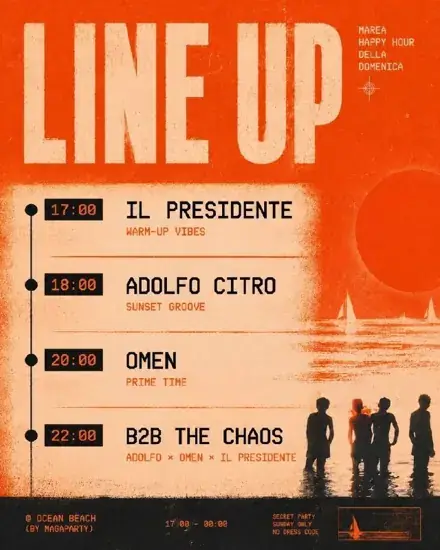 LINE UP
MAREA
HAPPY HOUR
DELLA
DOMENICA
17:00
IL PRESIDENTE
WARM-UP VIBES
18:00
ADOLFO CITRO
SUNSET GROOVE
20:00
OMEN
PRIME TIME
22:00
B2B THE CHAOS
ADOLFO × OMEN × IL PRESIDENTE
@ OCEAN BEACH
(BY MAGAPARTY)
17:00 - 00:00
SECRET PARTY
SUNDAY ONLY
NO DRESS CODE